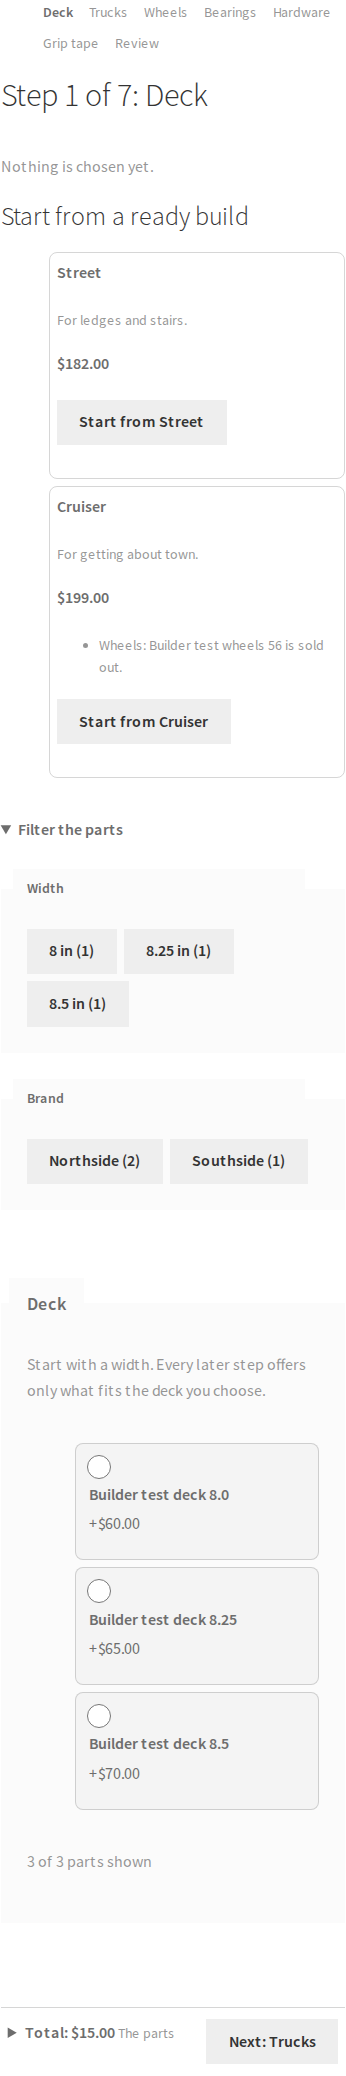 Deck Trucks Wheels Bearings Hardware
Grip tape Review
Step 1 of 7: Deck
Nothing is chosen yet.
Start from a ready build
Street
For ledges and stairs.
$182.00
Start from Street
Cruiser
For getting about town.
$199.00
Wheels: Builder test wheels 56 is sold
out.
Start from Cruiser
Filter the parts
Width
8 in (1) 8.25 in (1)
8.5 in (1)
Brand
Northside (2) Southside (1)
Deck
Start with a width. Every later step offers
only what fits the deck you choose.
Builder test deck 8.0
+$60.00
Builder test deck 8.25
+$65.00
Builder test deck 8.5
+$70.00
3 of 3 parts shown
Total: $15.00 The parts
Next: Trucks